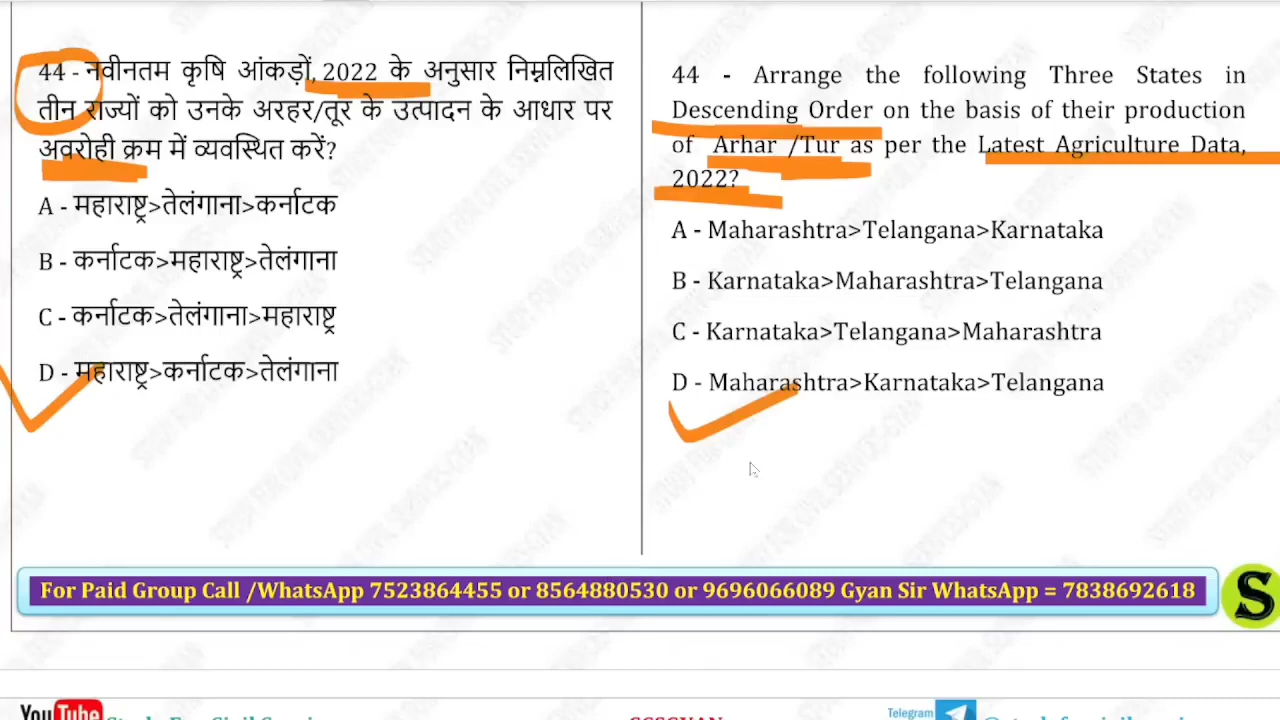 44 - नवीनतम कृषि आंकड़ों, 2022 के अनुसार निम्नलिखित
तीन राज्यों को उनके अरहर/तूर के उत्पादन के आधार पर
अवरोही क्रम में व्यवस्थित करें?
A - महाराष्ट्र>तेलंगाना>कर्नाटक
B - कर्नाटक>महाराष्ट्र>तेलंगाना
C - कर्नाटक>तेलंगाना>महाराष्ट्र
D - महाराष्ट्र>कर्नाटक>तेलंगाना
44 - Arrange the following Three States in
Descending Order on the basis of their production
of Arhar /Tur as per the Latest Agriculture Data,
2022?
A - Maharashtra>Telangana>Karnataka
B - Karnataka>Maharashtra>Telangana
C - Karnataka>Telangana>Maharashtra
D - Maharashtra>Karnataka>Telangana
For Paid Group Call /WhatsApp 7523864455 or 8564880530 or 9696066089 Gyan Sir WhatsApp = 7838692618
S
YouTube
Telegram